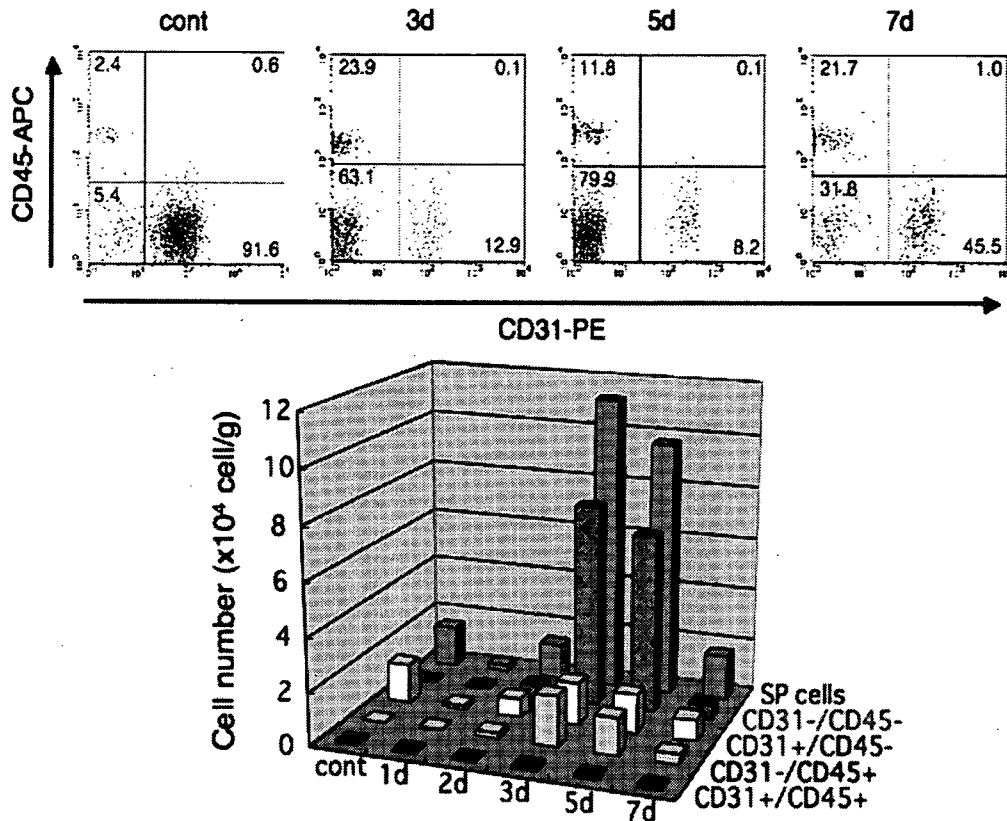 cont 3d 5d 7d
CD45-APC
2.4 0.6
5.4
91.6
23.9 0.1
63.1
12.9
11.8 0.1
79.9
8.2
21.7 1.0
31.8
45.5
CD31-PE
Cell number (x10⁴ cell/g)
12
10
8
6
4
2
0
cont
1d
2d
3d
5d
7d
SP cells
CD31-/CD45-
CD31+/CD45-
CD31-/CD45+
CD31+/CD45+